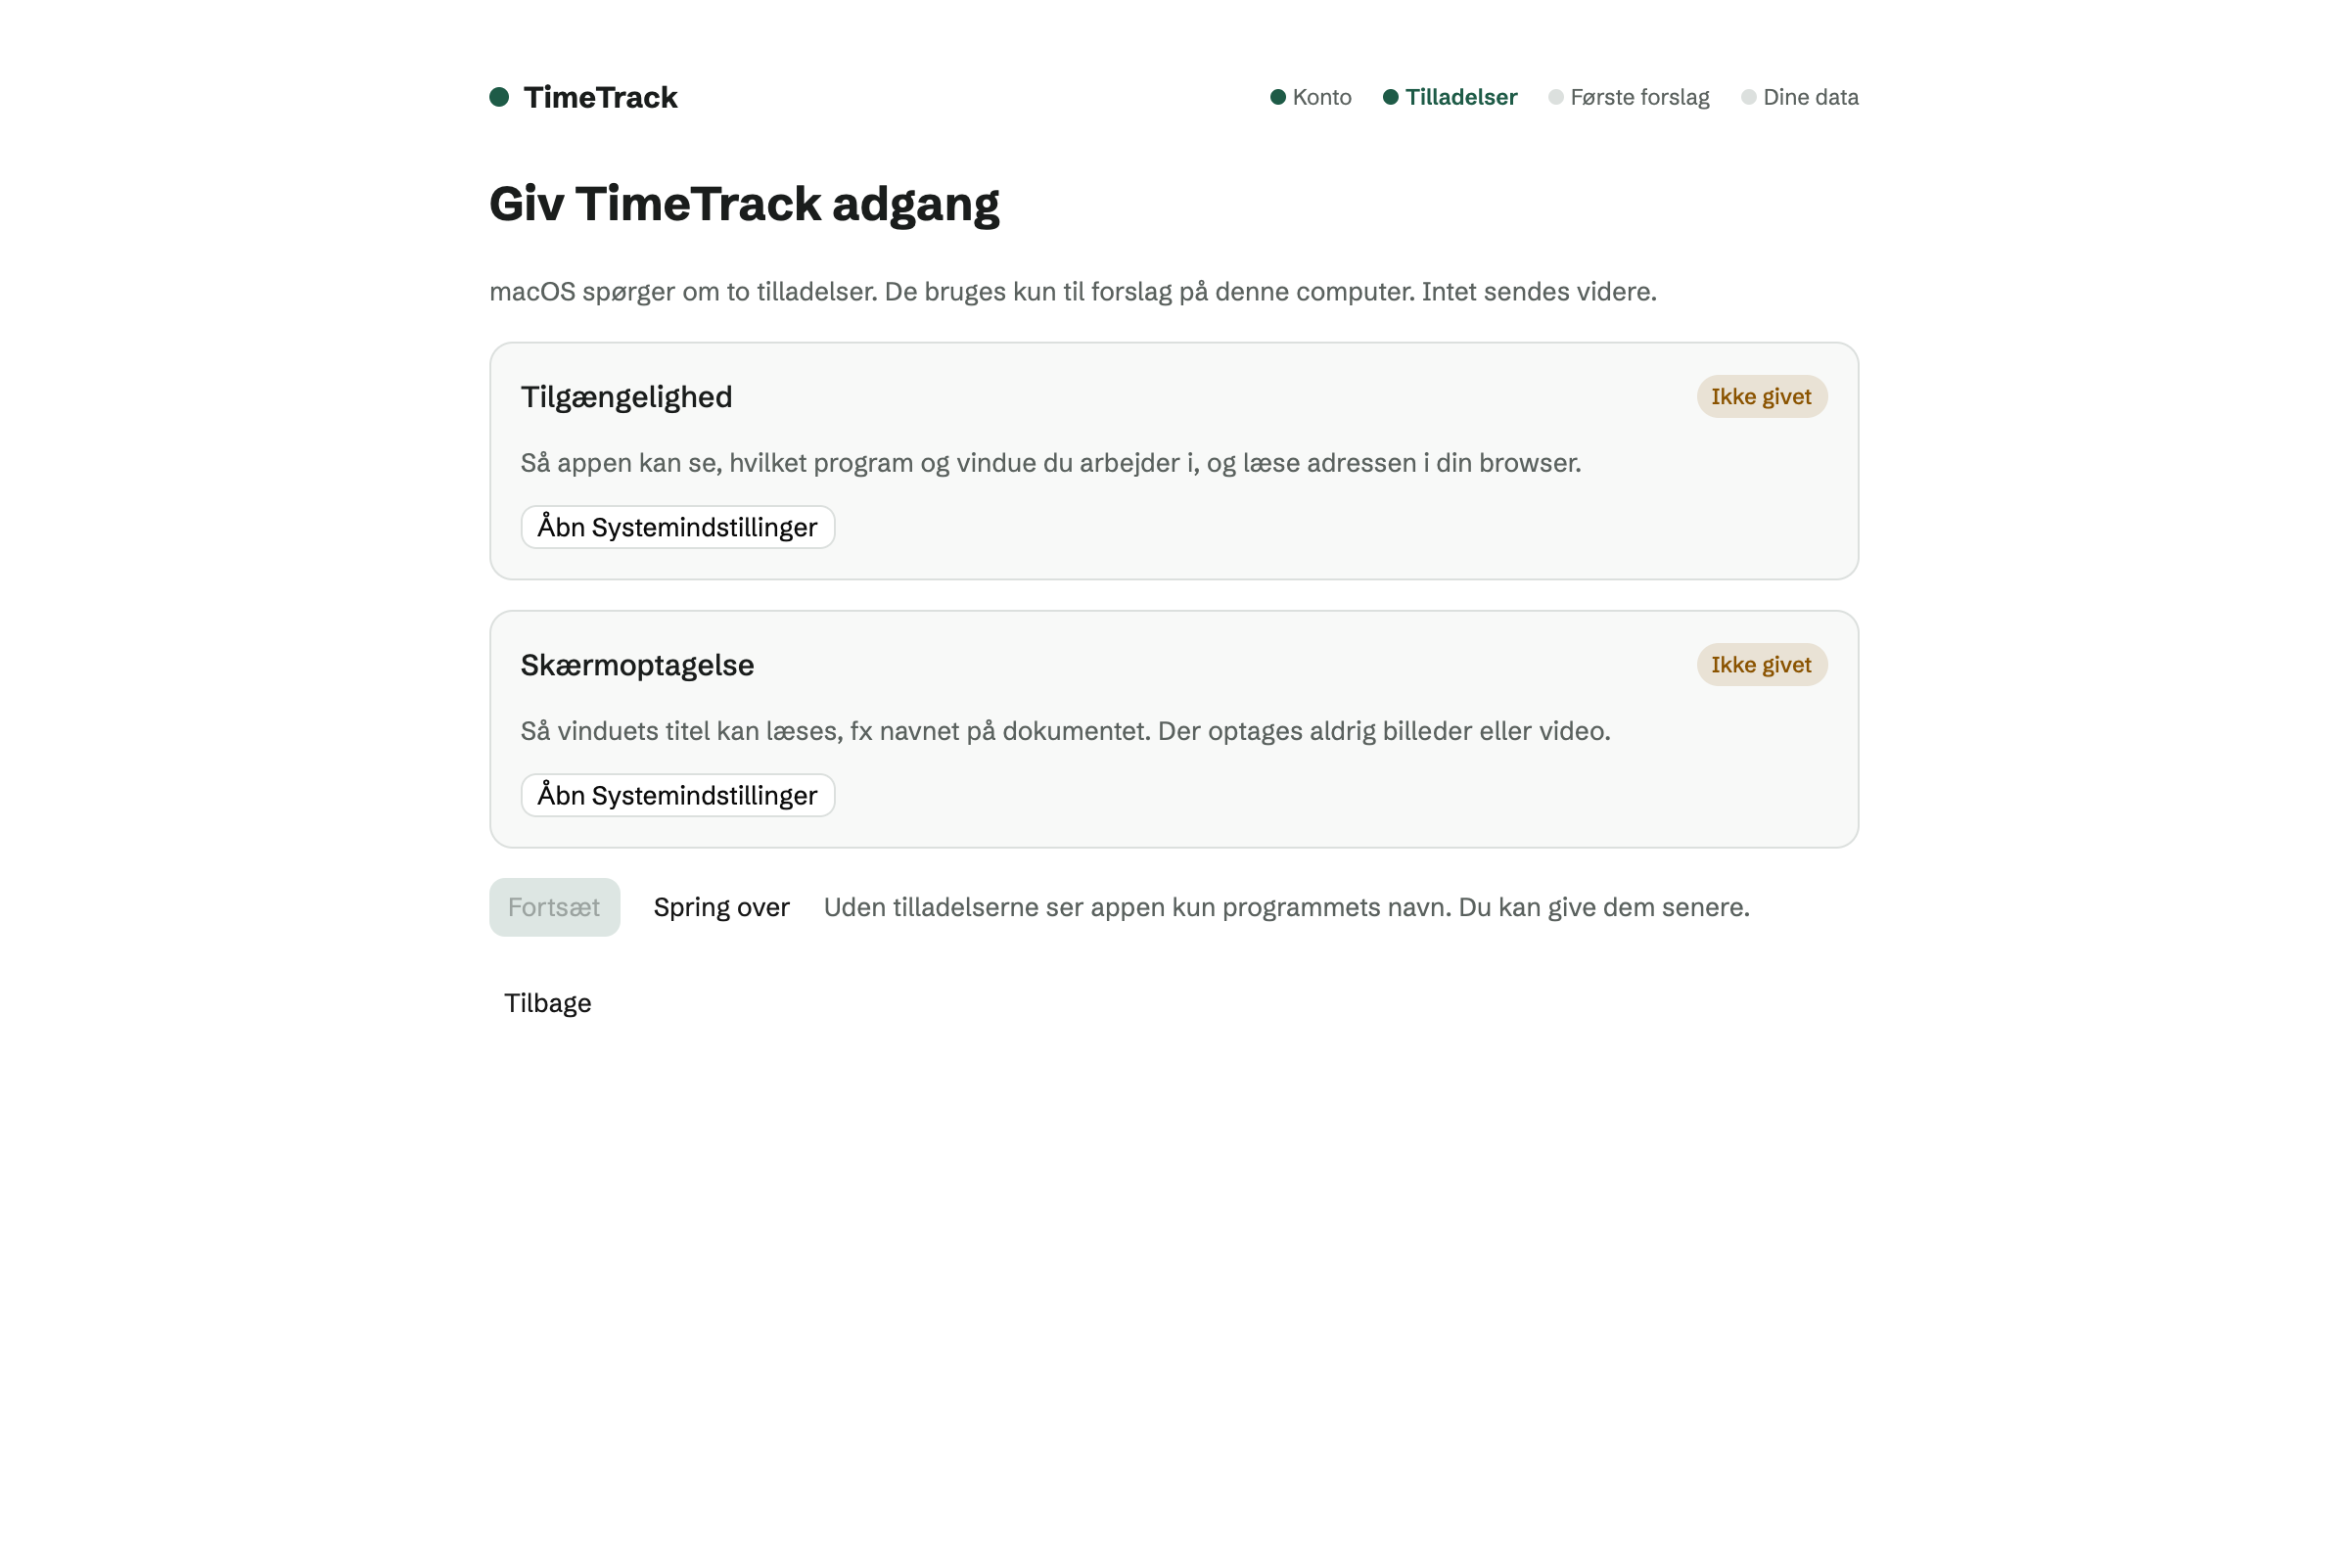 TimeTrack
Konto
Tilladelser
Første forslag
Dine data
Giv TimeTrack adgang
macOS spørger om to tilladelser. De bruges kun til forslag på denne computer. Intet sendes videre.
Tilgængelighed
Ikke givet
Så appen kan se, hvilket program og vindue du arbejder i, og læse adressen i din browser.
Åbn Systemindstillinger
Skærmoptagelse
Ikke givet
Så vinduets titel kan læses, fx navnet på dokumentet. Der optages aldrig billeder eller video.
Åbn Systemindstillinger
Fortsæt
Spring over
Uden tilladelserne ser appen kun programmets navn. Du kan give dem senere.
Tilbage